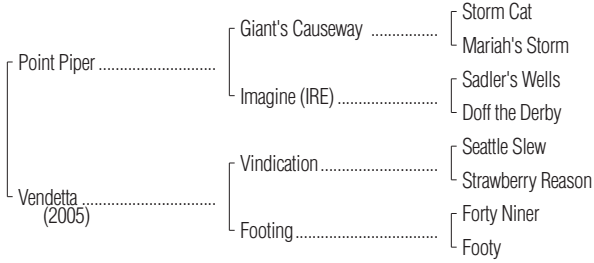 Storm Cat
Giant's Causeway ................
Mariah's Storm
Point Piper ............................
Sadler's Wells
Imagine (IRE) ........................
Doff the Derby
Seattle Slew
Vindication ............................
Strawberry Reason
Vendetta ................................
(2005)
Forty Niner
Footing ..................................
Footy